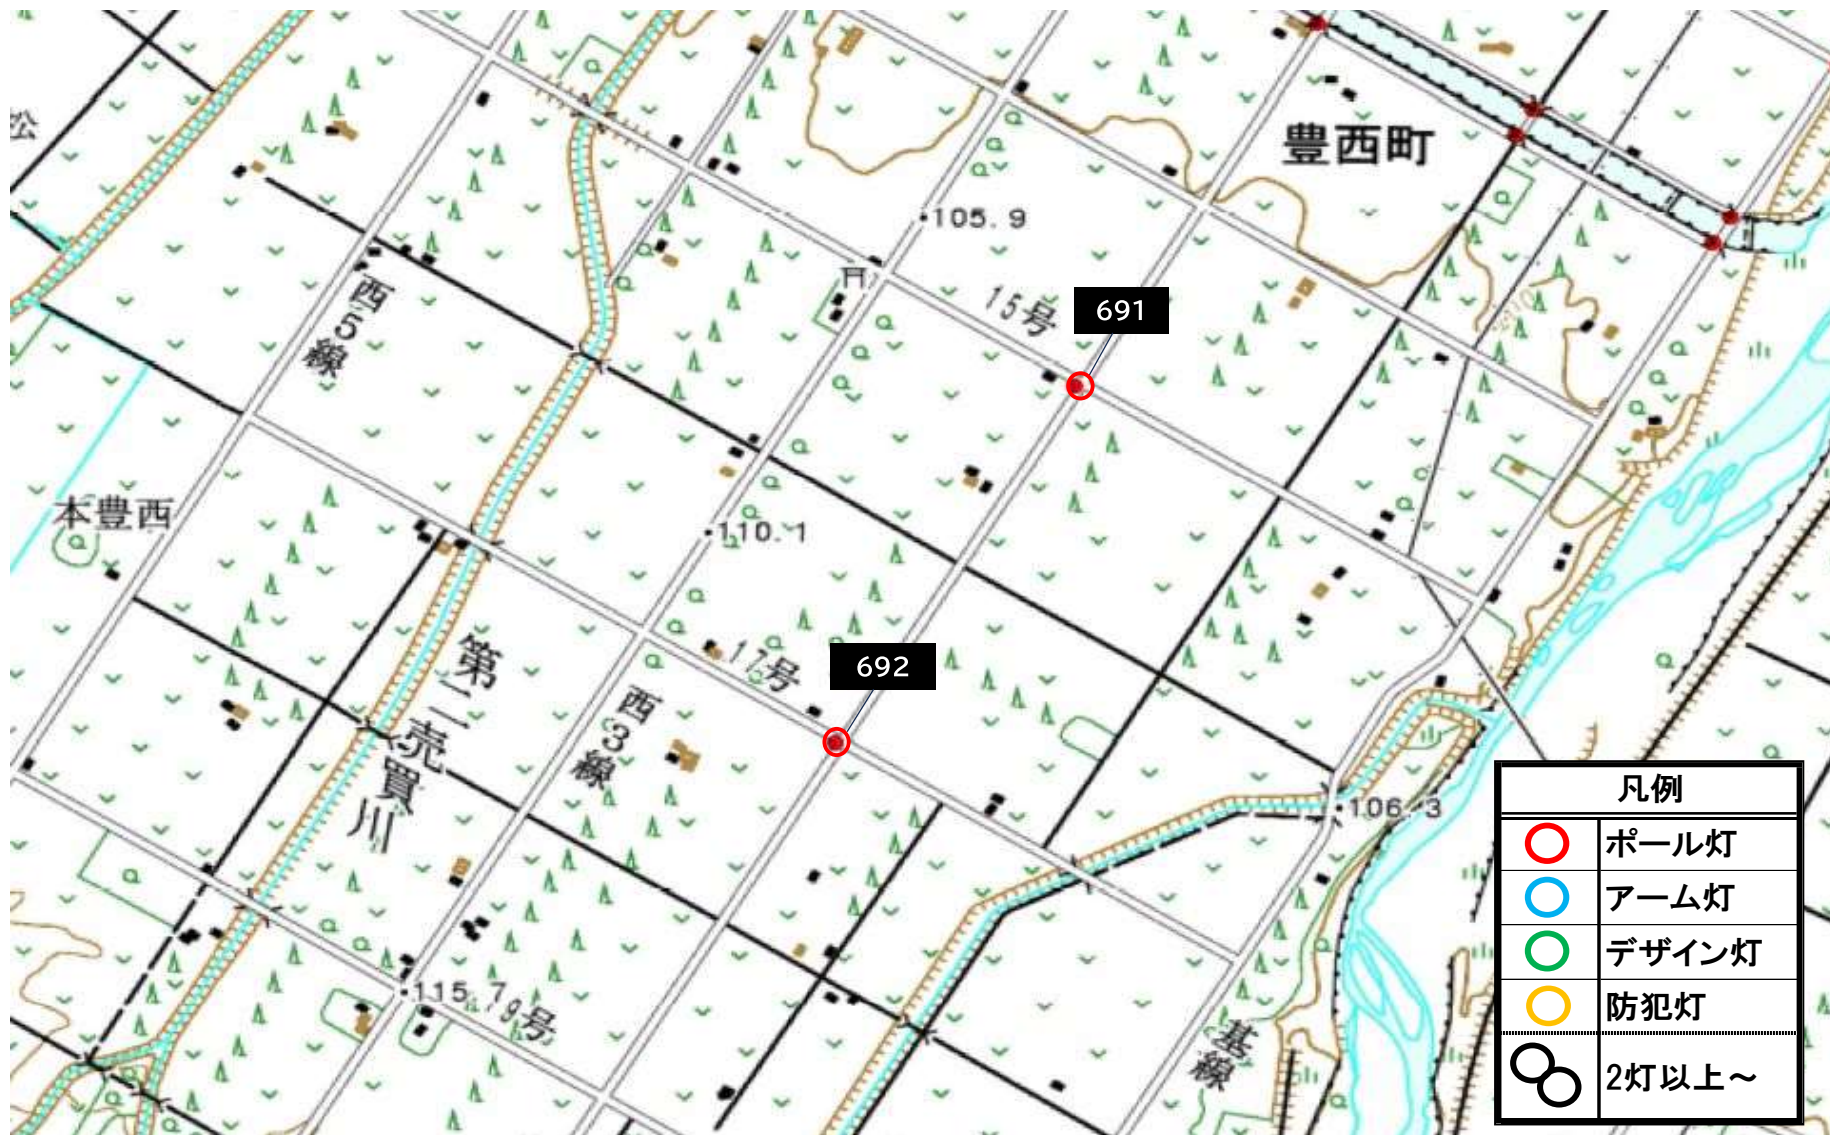 松
豊西町
105.9
15号
691
西5線
本豊西
110.1
17号
692
第二売買川
西3線
106.3
115.7
19号
基線
凡例
ポール灯
アーム灯
デザイン灯
防犯灯
2灯以上～